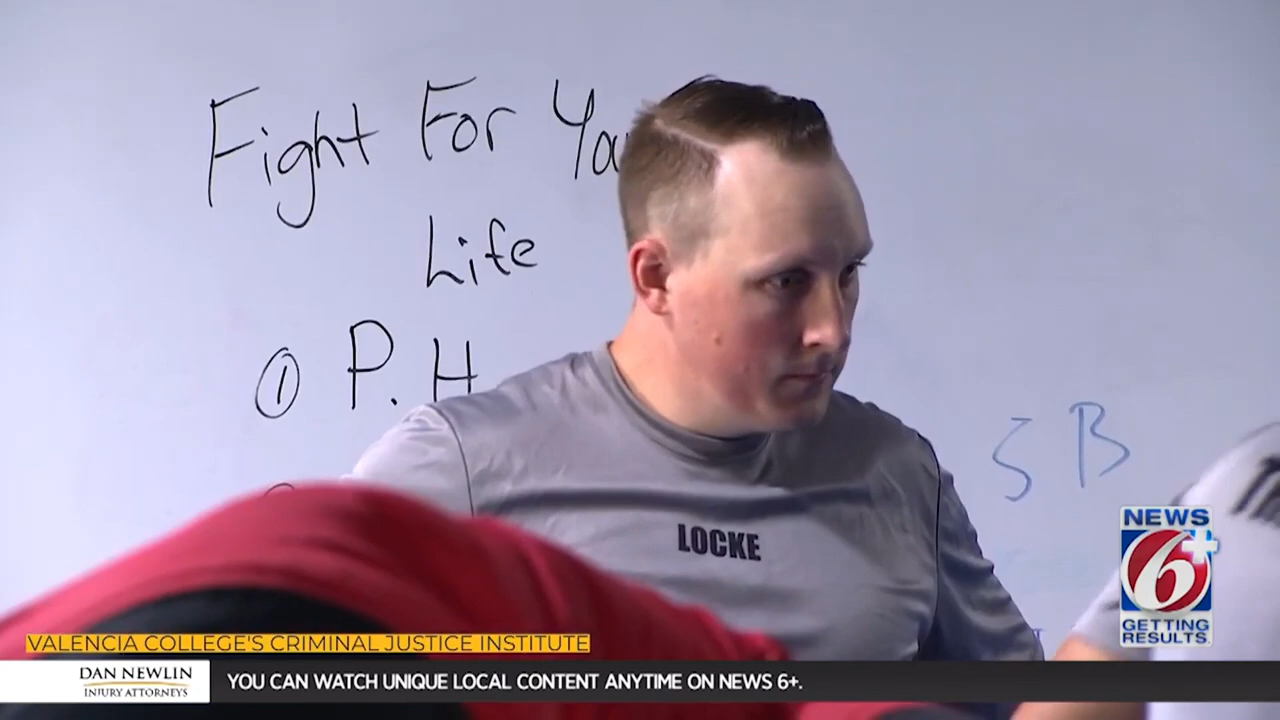 Fight For You
Life
① P. H
LOCKE
S B
NEWS
6+
GETTING
RESULTS
VALENCIA COLLEGE'S CRIMINAL JUSTICE INSTITUTE
DAN NEWLIN
INJURY ATTORNEYS
YOU CAN WATCH UNIQUE LOCAL CONTENT ANYTIME ON NEWS 6+.